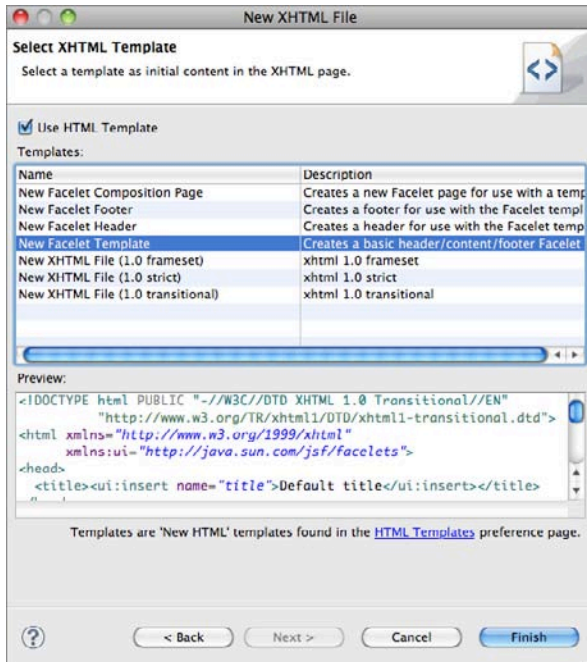 New XHTML File
Select XHTML Template
Select a template as initial content in the XHTML page.
Use HTML Template
Templates:
Name Description
New Facelet Composition Page Creates a new Facelet page for use with a temp
New Facelet Footer Creates a footer for use with the Facelet templ
New Facelet Header Creates a header for use with the Facelet temp
New Facelet Template Creates a basic header/content/footer Facelet
New XHTML File (1.0 frameset) xhtml 1.0 frameset
New XHTML File (1.0 strict) xhtml 1.0 strict
New XHTML File (1.0 transitional) xhtml 1.0 transitional
Preview:
<!DOCTYPE html PUBLIC "-//W3C//DTD XHTML 1.0 Transitional//EN"
"http://www.w3.org/TR/xhtml1/DTD/xhtml1-transitional.dtd">
<html xmlns="http://www.w3.org/1999/xhtml"
xmlns:ui="http://java.sun.com/jsf/facelets">
<head>
<title><ui:insert name="title">Default title</ui:insert></title>
Templates are 'New HTML' templates found in the HTML Templates preference page.
? < Back Next > Cancel Finish